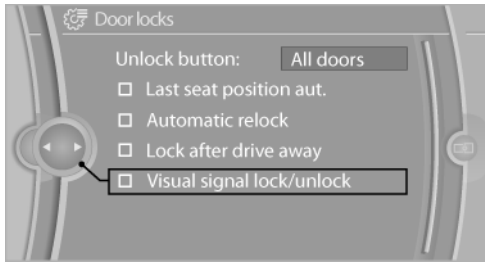 Door locks
Unlock button: All doors
Last seat position aut.
Automatic relock
Lock after drive away
Visual signal lock/unlock